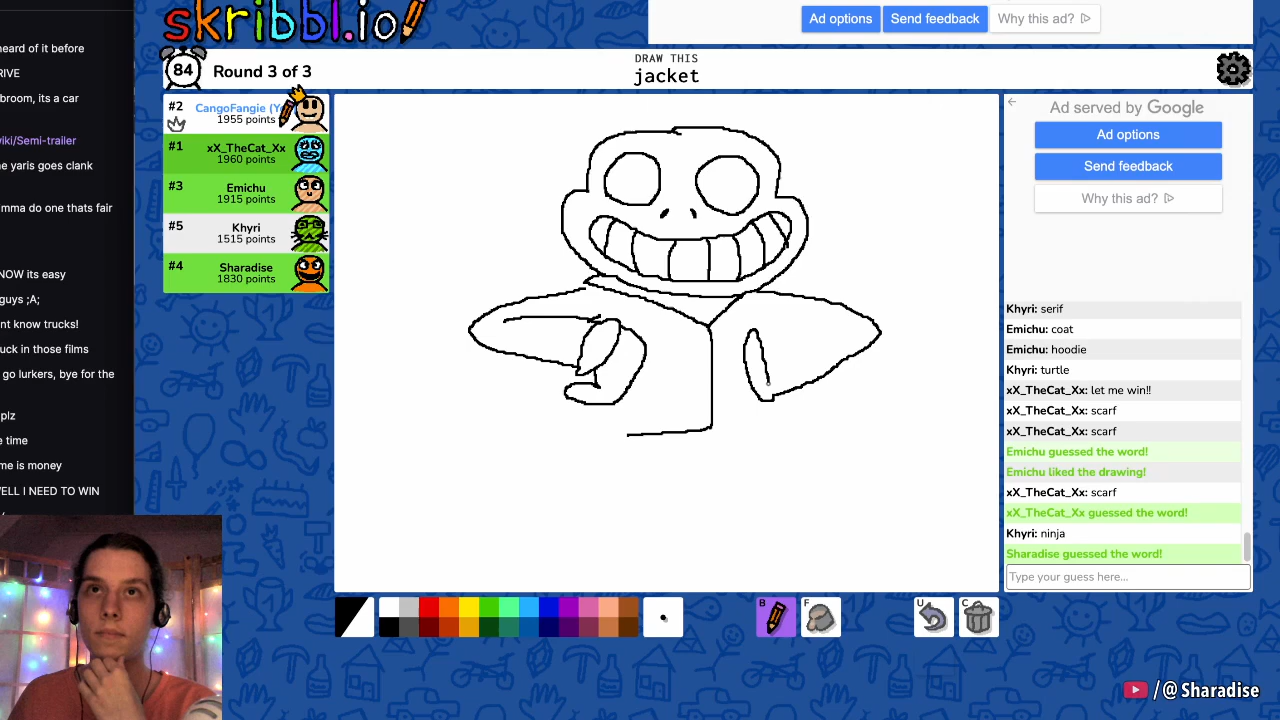 skribbl.io
Ad options
Send feedback
Why this ad?
heard of it before
RIVE
broom, its a car
viki/Semi-trailer
ne yaris goes clank
mma do one thats fair
NOW its easy
guys ;A;
nt know trucks!
uck in those films
go lurkers, bye for the
plz
e time
me is money
VELL I NEED TO WIN
84
Round 3 of 3
DRAW THIS
jacket
#2
CangoFangie (Y
1955 points
#1
xX_TheCat_Xx
1960 points
#3
Emichu
1915 points
#5
Khyri
1515 points
#4
Sharadise
1830 points
Ad served by Google
Ad options
Send feedback
Why this ad?
Khyri: serif
Emichu: coat
Emichu: hoodie
Khyri: turtle
xX_TheCat_Xx: let me win!!
xX_TheCat_Xx: scarf
xX_TheCat_Xx: scarf
Emichu guessed the word!
Emichu liked the drawing!
xX_TheCat_Xx: scarf
xX_TheCat_Xx guessed the word!
Khyri: ninja
Sharadise guessed the word!
Type your guess here...
B
F
U
C
/@Sharadise